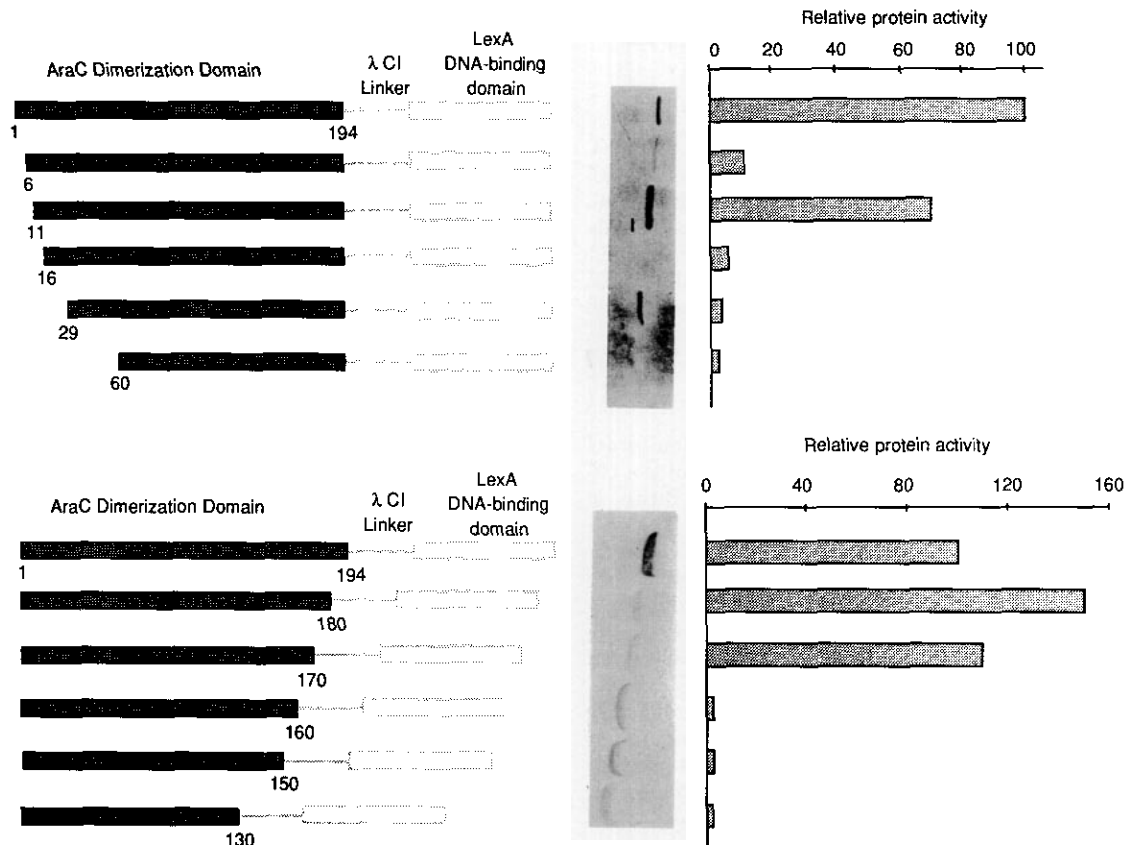 Relative protein activity
0 20 40 60 80 100
AraC Dimerization Domain
λ CI
Linker
LexA
DNA-binding
domain
1 194
6
11
16
29
60
Relative protein activity
0 40 80 120 160
AraC Dimerization Domain
λ CI
Linker
LexA
DNA-binding
domain
1 194
180
170
160
150
130